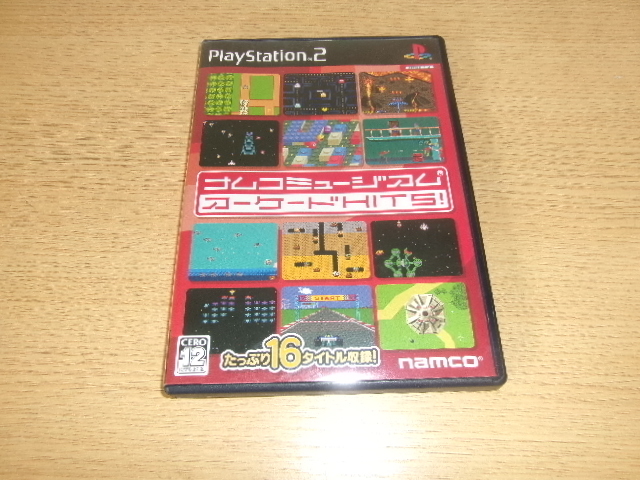 PlayStation.2
ナムコミュージアム
アーケードHITS!
START
CERO
12
たっぷり16タイトル収録!
namco